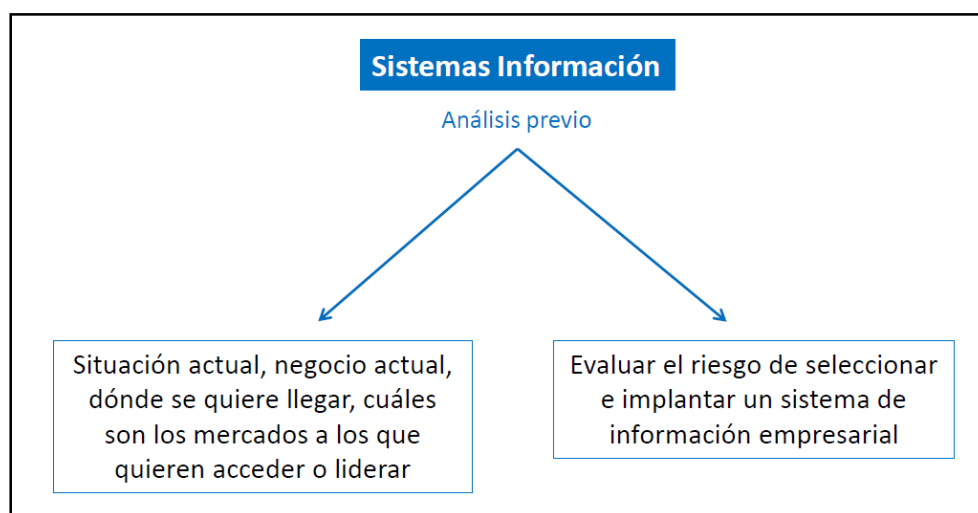 Sistemas Información
Análisis previo
Situación actual, negocio actual,
dónde se quiere llegar, cuáles
son los mercados a los que
quieren acceder o liderar
Evaluar el riesgo de seleccionar
e implantar un sistema de
información empresarial